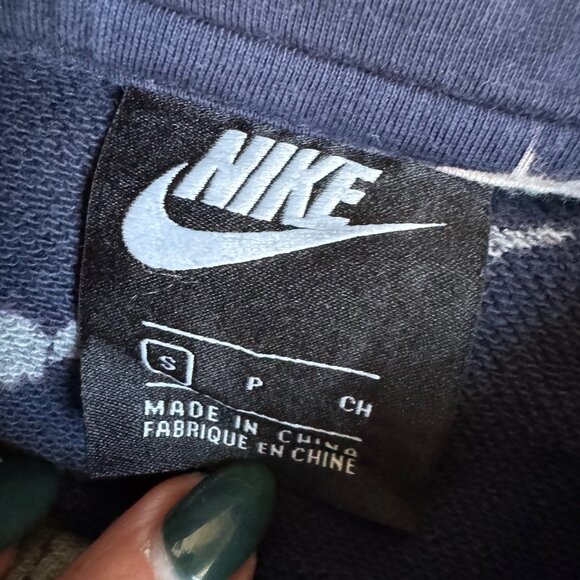 NIKE
S P CH
MADE IN CHINA
FABRIQUE EN CHINE